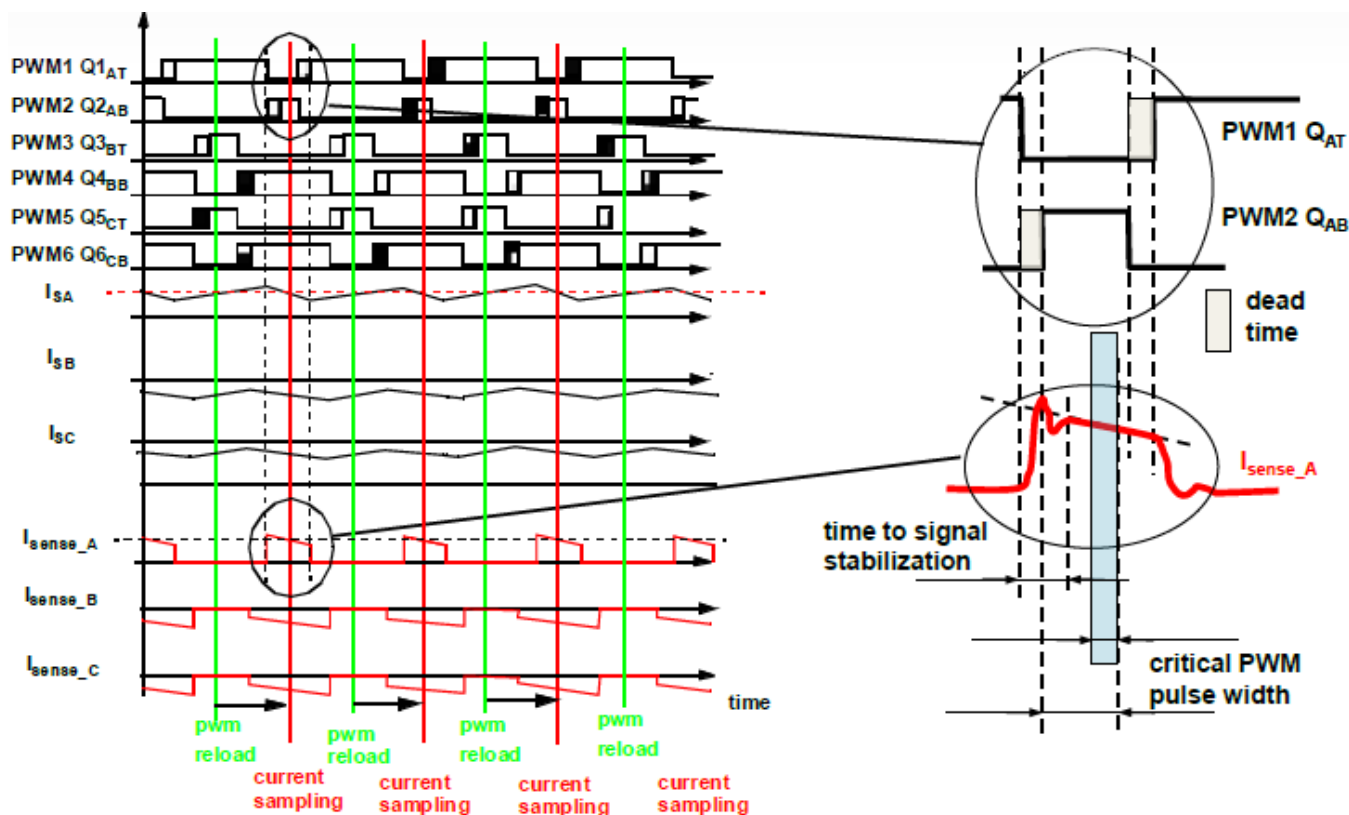 PWM1 Q1AT
PWM2 Q2AB
PWM3 Q3BT
PWM4 Q4BB
PWM5 Q5CT
PWM6 Q6CB
ISA
ISB
ISC
Isense_A
Isense_B
Isense_C
time
pwm
reload
pwm
reload
pwm
reload
pwm
reload
current
sampling
current
sampling
current
sampling
current
sampling
PWM1 QAT
PWM2 QAB
dead
time
Isense_A
time to signal
stabilization
critical PWM
pulse width